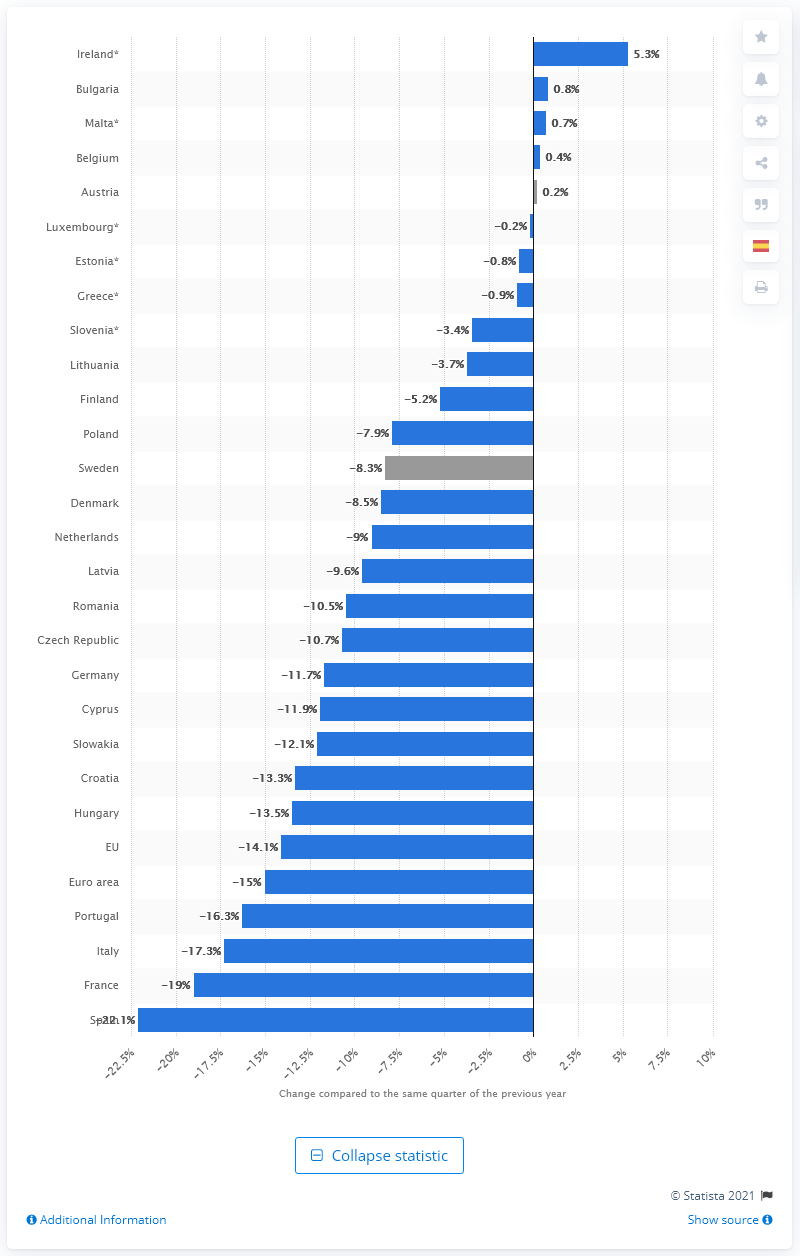 Ireland* 5.3%
Bulgaria 0.8%
Malta* 0.7%
Belgium 0.4%
Austria 0.2%
Luxembourg* −0.2%
Estonia* −0.8%
Greece* −0.9%
Slovenia* −3.4%
Lithuania −3.7%
Finland −5.2%
Poland −7.9%
Sweden −8.3%
Denmark −8.5%
Netherlands −9%
Latvia −9.6%
Romania −10.5%
Czech Republic −10.7%
Germany −11.7%
Cyprus −11.9%
Slowakia −12.1%
Croatia −13.3%
Hungary −13.5%
EU −14.1%
Euro area −15%
Portugal −16.3%
Italy −17.3%
France −19%
Spain −22.1%
−22.5% −20% −17.5% −15% −12.5% −10% −7.5% −5% −2.5% 0% 2.5% 5% 7.5% 10%
Change compared to the same quarter of the previous year
Collapse statistic
© Statista 2021
Additional Information Show source